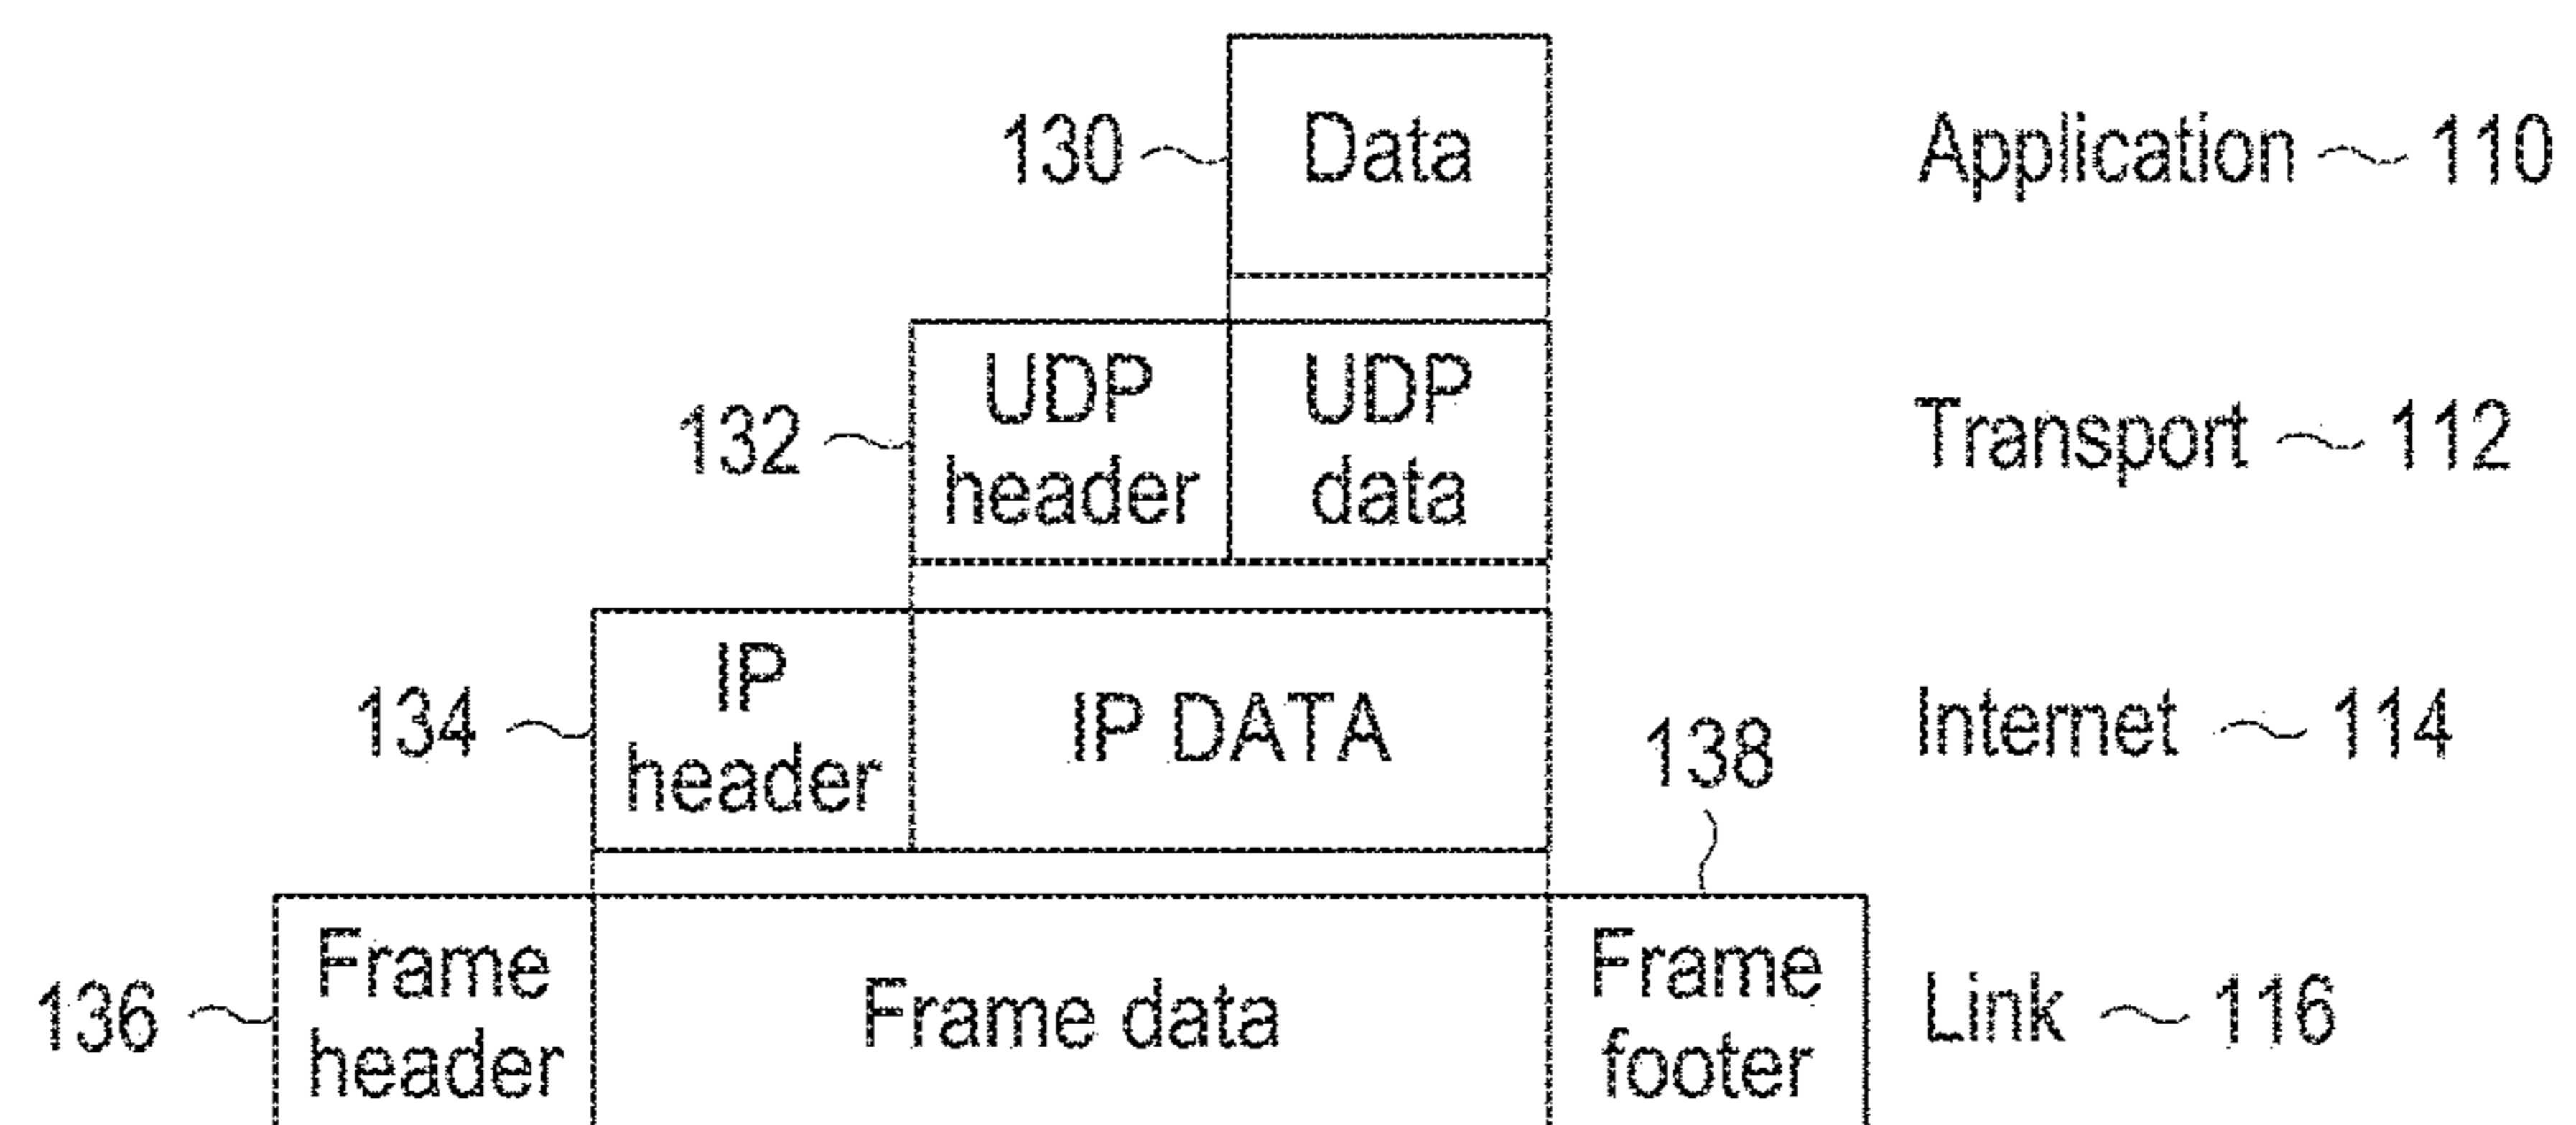 130 Data Application 110
132 UDP header UDP data Transport 112
134 IP header IP DATA 138 Internet 114
136 Frame header Frame data Frame footer Link 116